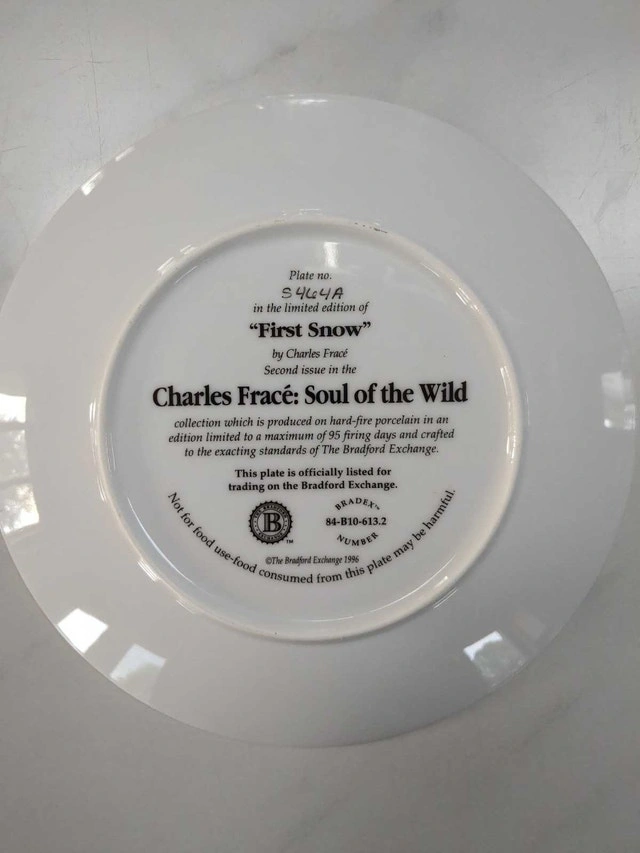 Plate no.
S464A
in the limited edition of
“First Snow”
by Charles Fracé
Second issue in the
Charles Fracé: Soul of the Wild
collection which is produced on hard-fire porcelain in an
edition limited to a maximum of 95 firing days and crafted
to the exacting standards of The Bradford Exchange.
This plate is officially listed for
trading on the Bradford Exchange.
B
TM
BRADEX™
84-B10-613.2
NUMBER
©The Bradford Exchange 1996
Not for food use-food consumed from this plate may be harmful.